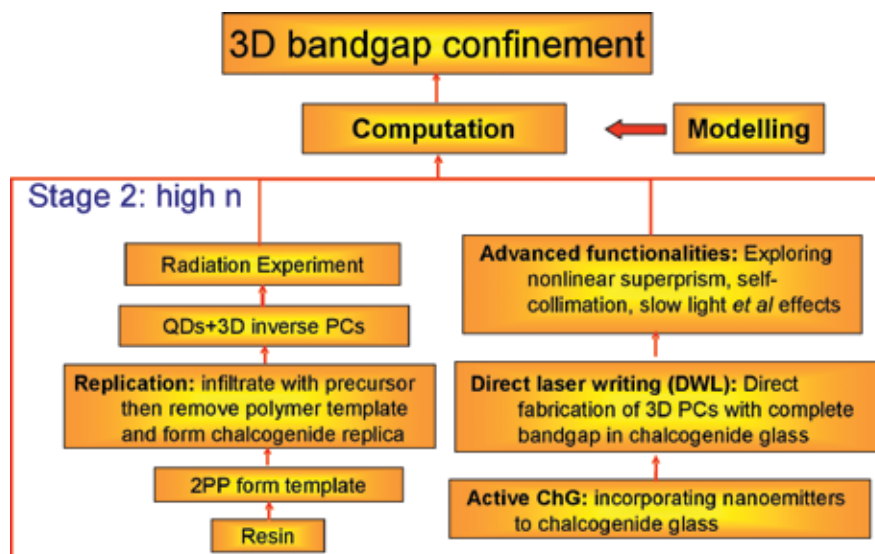 3D bandgap confinement
Computation
Modelling
Stage 2: high n
Radiation Experiment
QDs+3D inverse PCs
Replication: infiltrate with precursor
then remove polymer template
and form chalcogenide replica
2PP form template
Resin
Advanced functionalities: Exploring
nonlinear superprism, self-
collimation, slow light et al effects
Direct laser writing (DWL): Direct
fabrication of 3D PCs with complete
bandgap in chalcogenide glass
Active ChG: incorporating nanoemitters
to chalcogenide glass